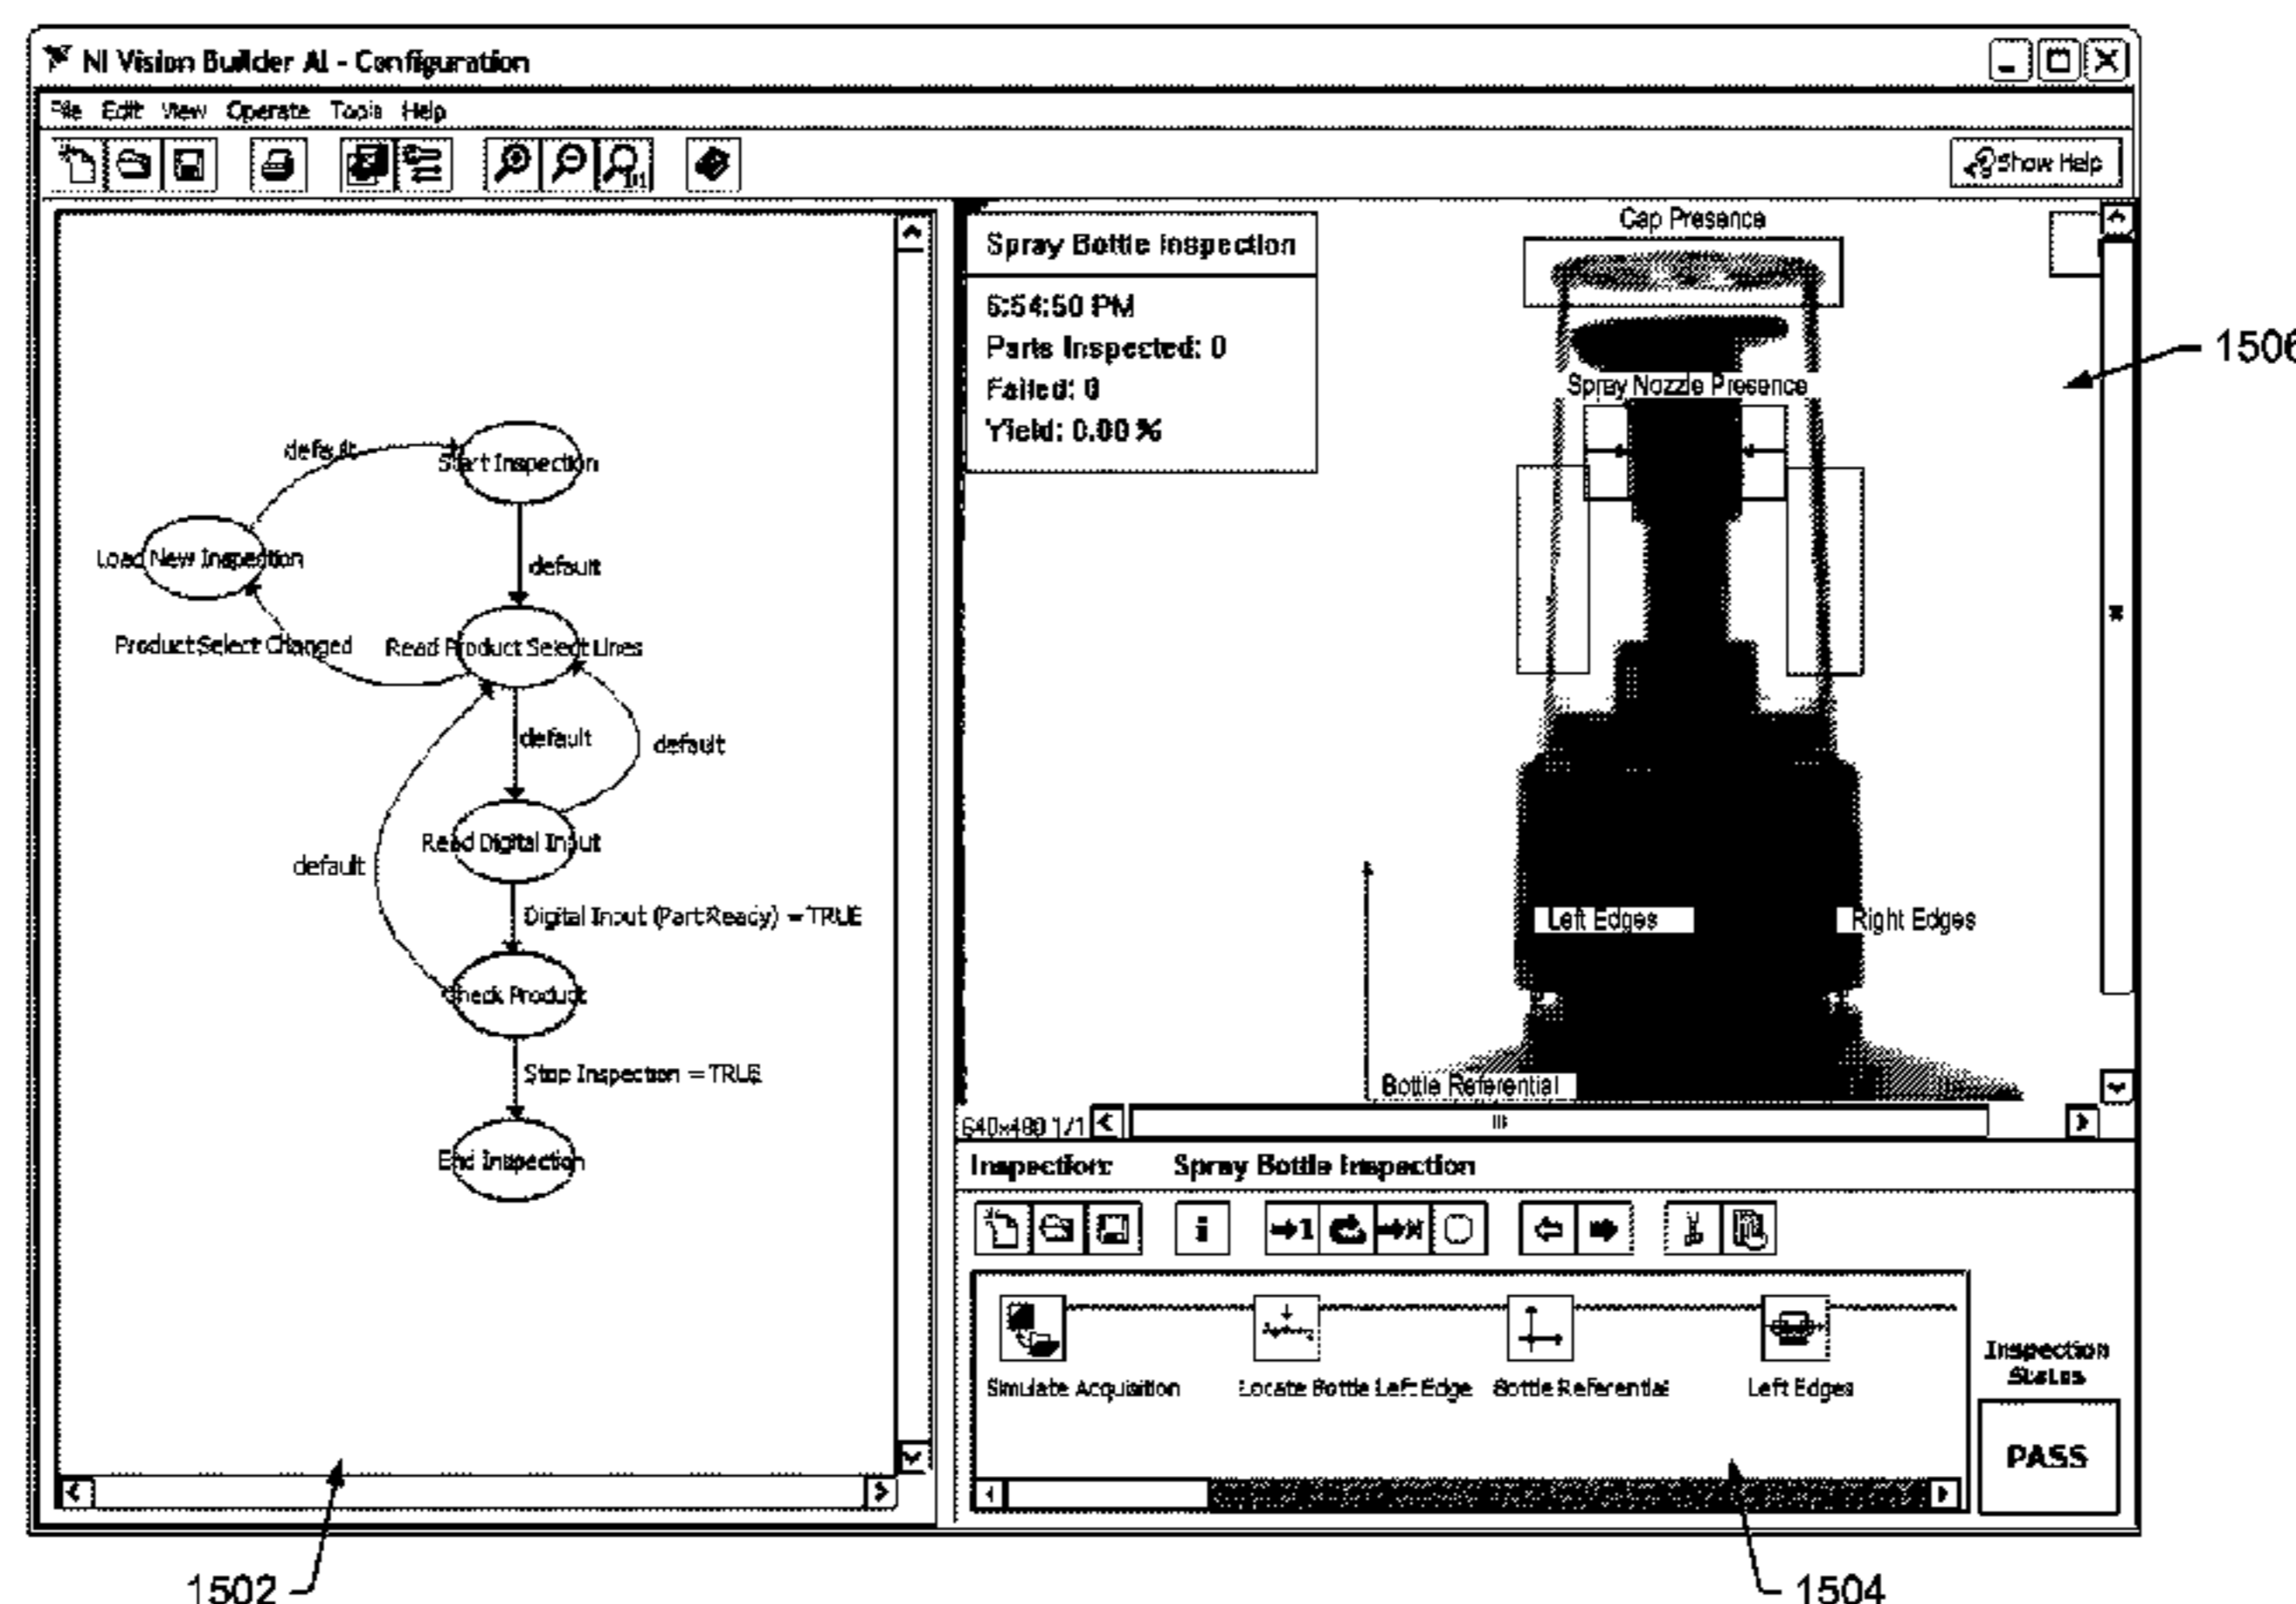 NI Vision Builder AI - Configuration
File Edit View Operate Tools Help
1/1
Show Help
default
Start Inspection
Load New Inspection
default
Product Select Changed
Read Product Select Lines
default
default
Read Digital Input
default
Digital Input (Part Ready) = TRUE
Check Product
Stop Inspection = TRUE
End Inspection
Spray Bottle Inspection
6:54:50 PM
Parts Inspected: 0
Failed: 0
Yield: 0.00 %
Cap Presence
Spray Nozzle Presence
Left Edges
Right Edges
Bottle Referential
640x480 1/1
Inspection: Spray Bottle Inspection
Simulate Acquisition
Locate Bottle Left Edge
Bottle Referential
Left Edges
Inspection
Status
PASS
1506
1502
1504